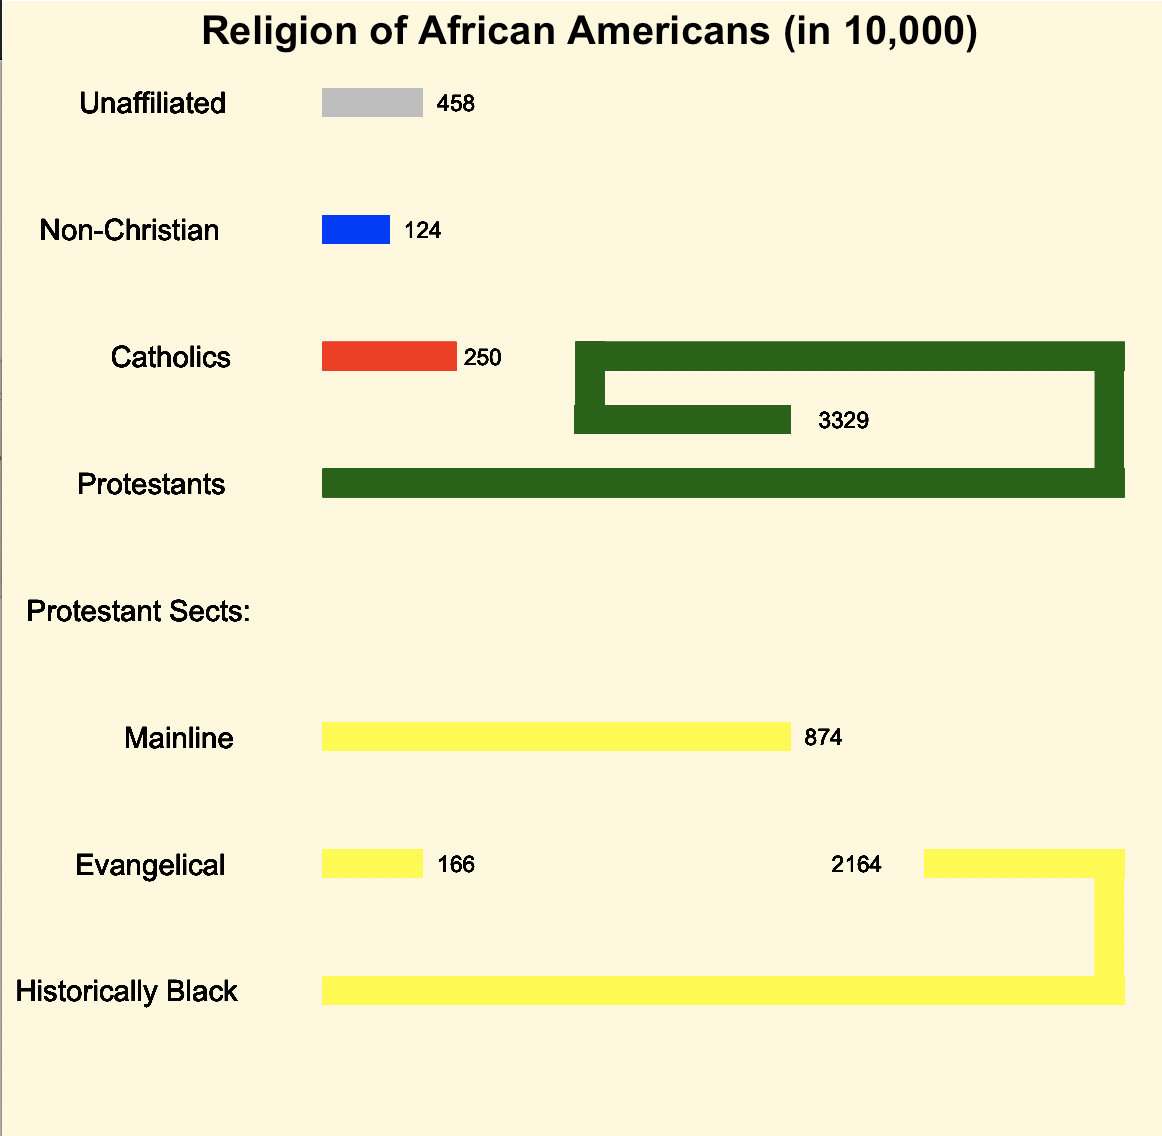 Religion of African Americans (in 10,000)
Unaffiliated 458
Non-Christian 124
Catholics 250
3329
Protestants
Protestant Sects:
Mainline 874
Evangelical 166 2164
Historically Black